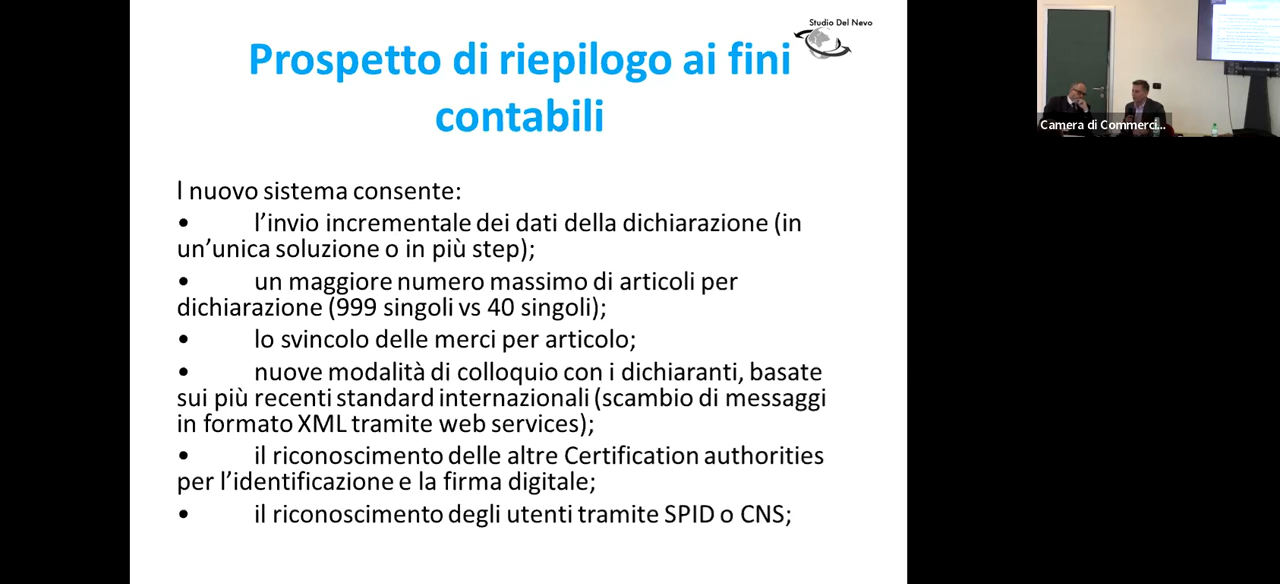 Studio Del Nevo
Prospetto di riepilogo ai fini
contabili
l nuovo sistema consente:
• l’invio incrementale dei dati della dichiarazione (in
un’unica soluzione o in più step);
• un maggiore numero massimo di articoli per
dichiarazione (999 singoli vs 40 singoli);
• lo svincolo delle merci per articolo;
• nuove modalità di colloquio con i dichiaranti, basate
sui più recenti standard internazionali (scambio di messaggi
in formato XML tramite web services);
• il riconoscimento delle altre Certification authorities
per l’identificazione e la firma digitale;
• il riconoscimento degli utenti tramite SPID o CNS;
Camera di Commerci...